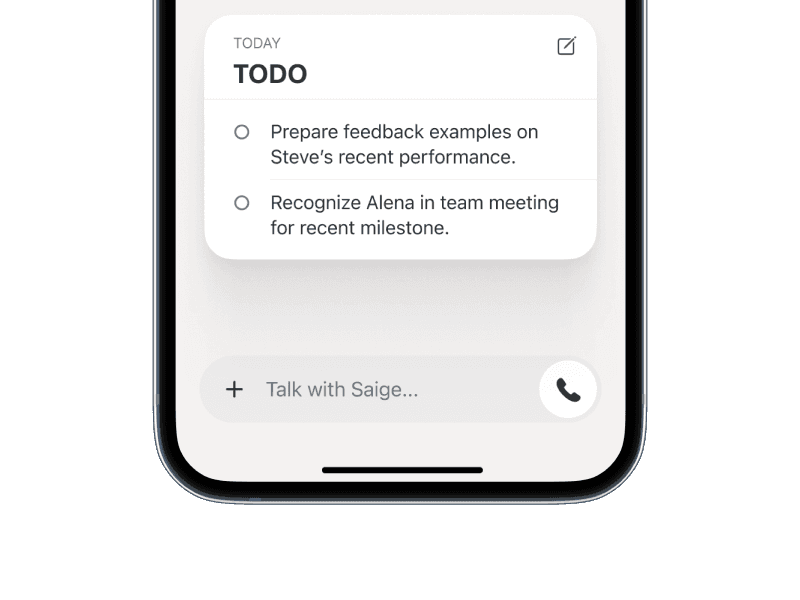 TODAY
TODO
Prepare feedback examples on
Steve’s recent performance.
Recognize Alena in team meeting
for recent milestone.
Talk with Saige...